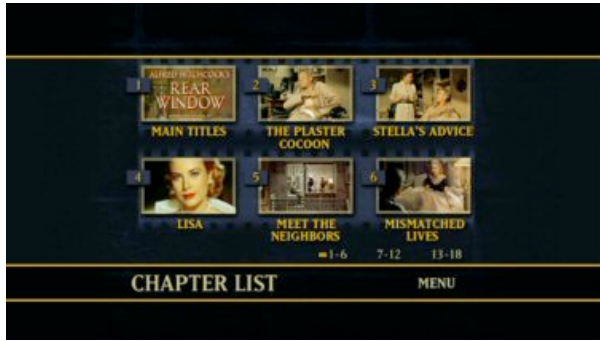 1
ALFRED HITCHCOCK'S
REAR
WINDOW
MAIN TITLES
2
THE PLASTER
COCOON
3
STELLA'S ADVICE
4
LISA
5
MEET THE
NEIGHBORS
6
MISMATCHED
LIVES
1-6 7-12 13-18
CHAPTER LIST MENU